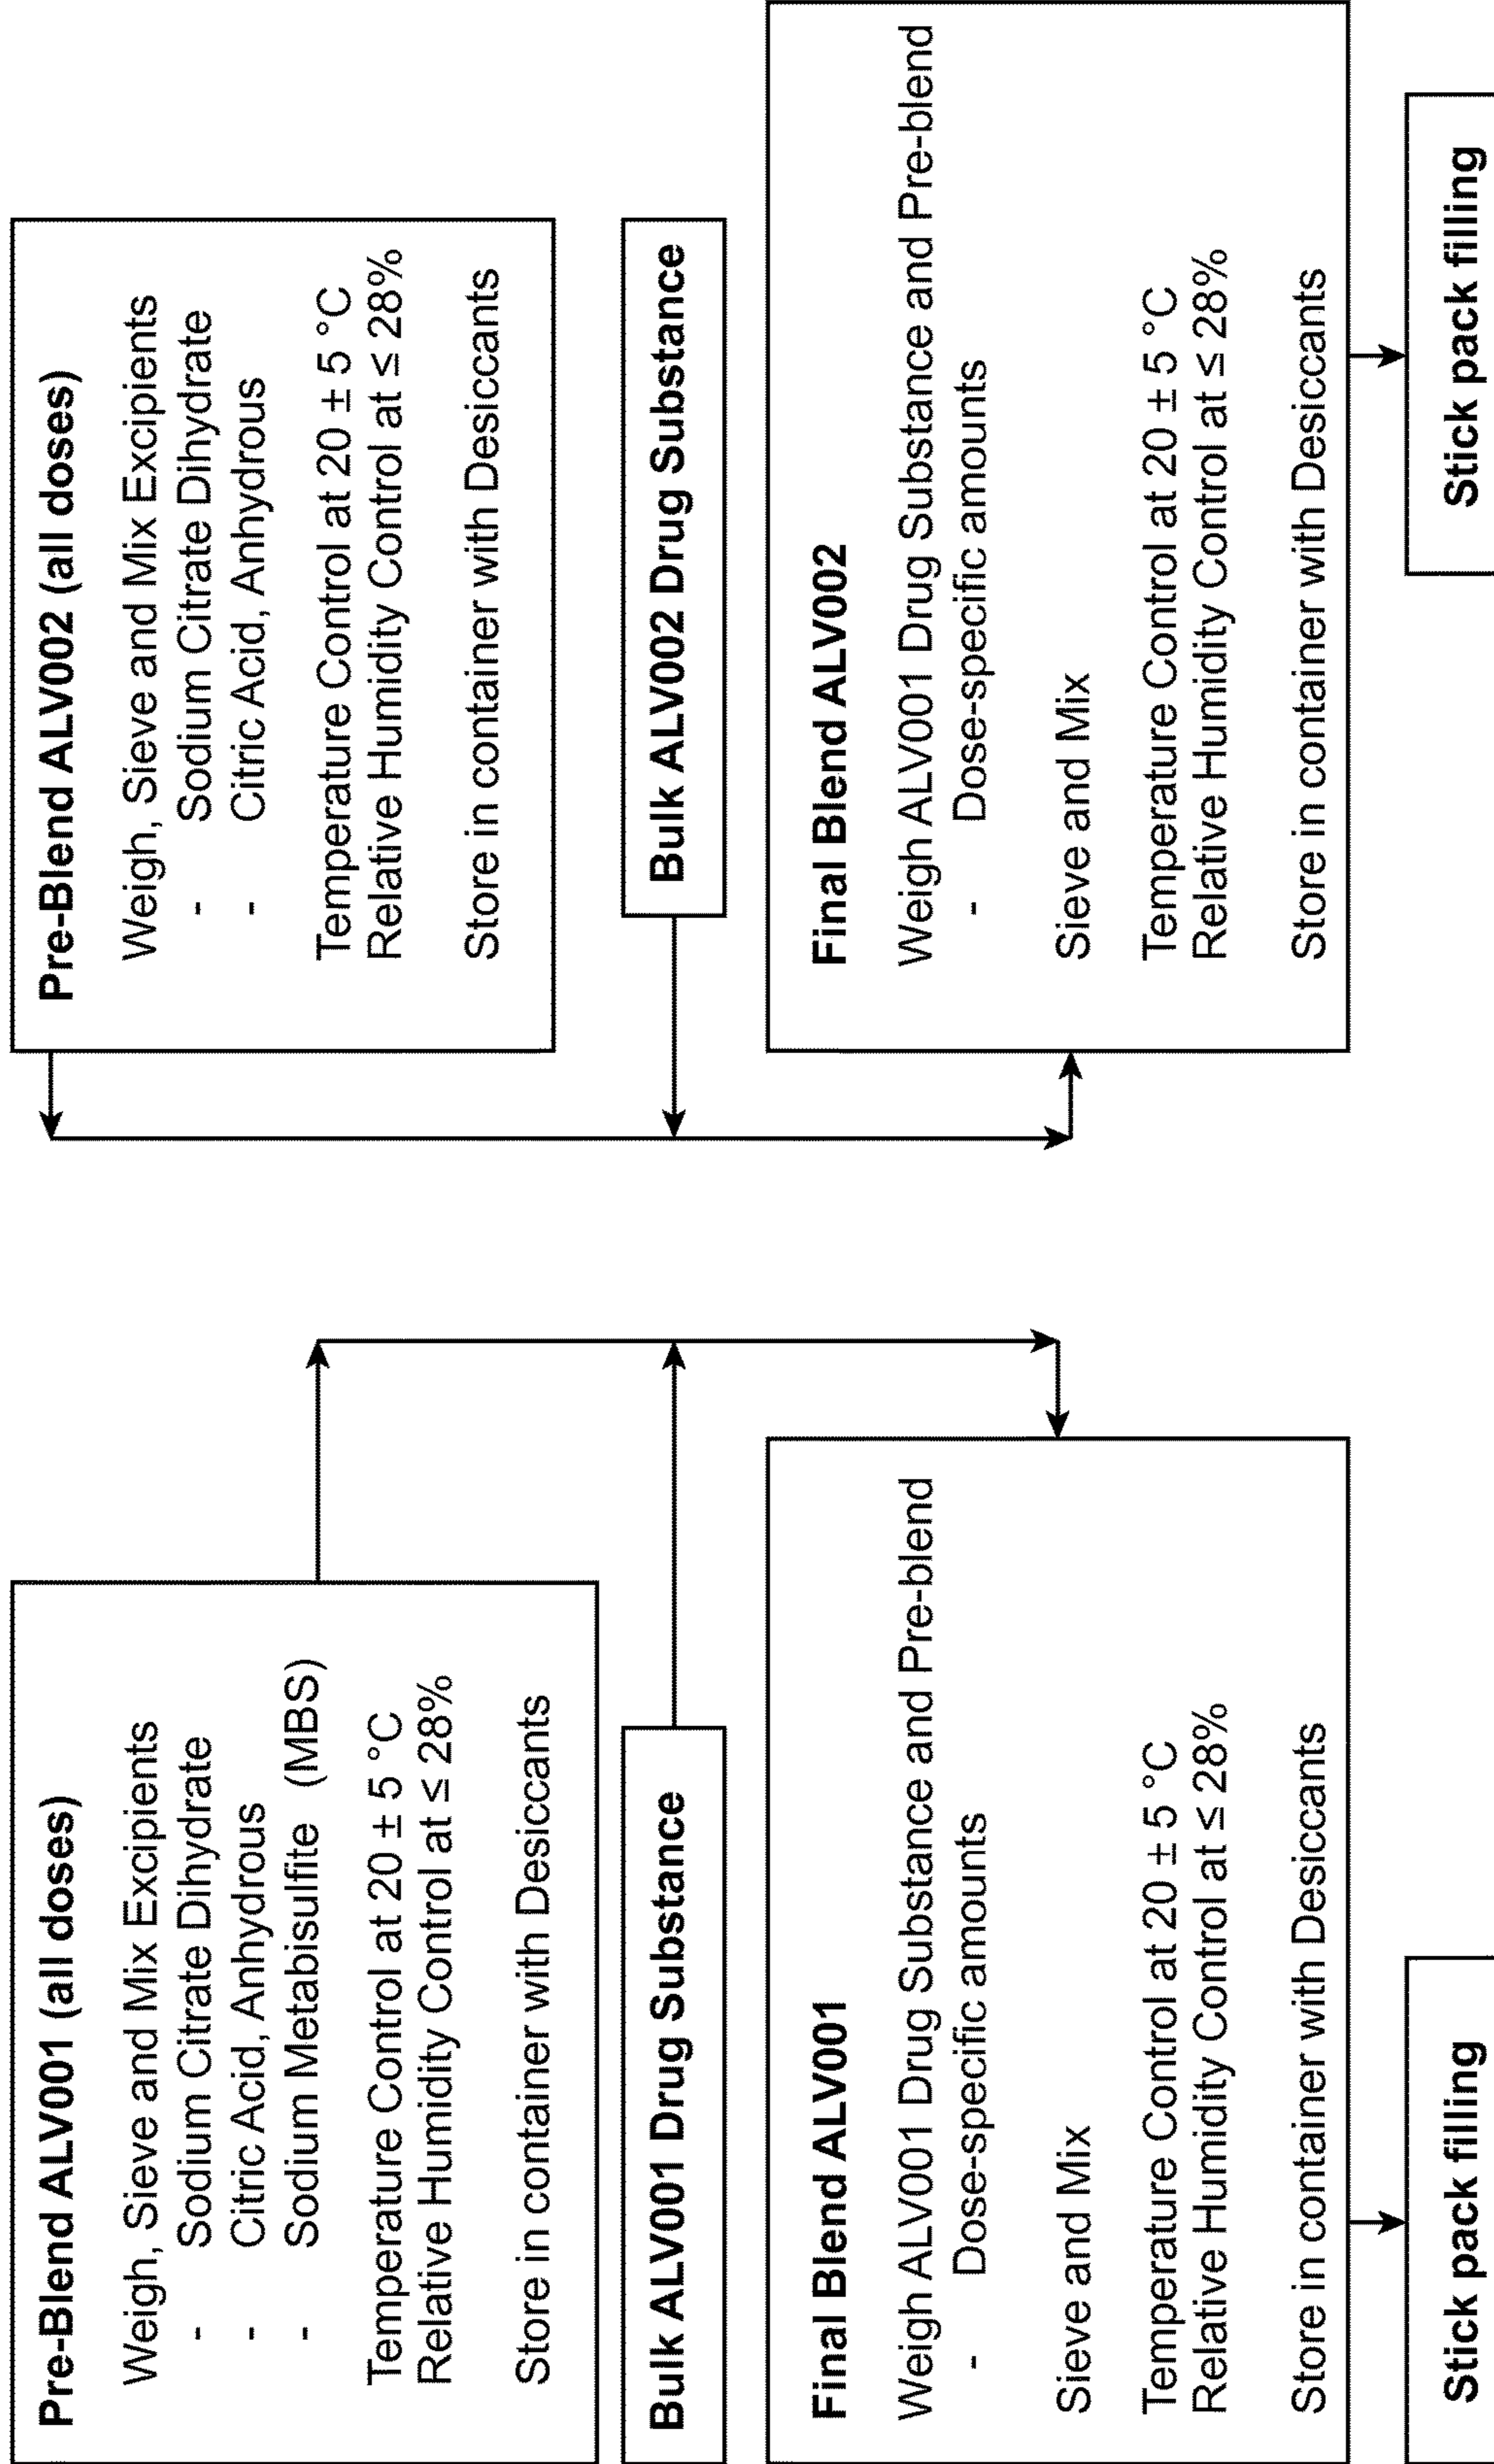 Pre-Blend ALV001 (all doses)
Weigh, Sieve and Mix Excipients
- Sodium Citrate Dihydrate
- Citric Acid, Anhydrous
- Sodium Metabisulfite (MBS)
Temperature Control at 20 ± 5 °C
Relative Humidity Control at ≤ 28%
Store in container with Desiccants
Bulk ALV001 Drug Substance
Final Blend ALV001
Weigh ALV001 Drug Substance and Pre-blend
- Dose-specific amounts
Sieve and Mix
Temperature Control at 20 ± 5 °C
Relative Humidity Control at ≤ 28%
Store in container with Desiccants
Stick pack filling
Pre-Blend ALV002 (all doses)
Weigh, Sieve and Mix Excipients
- Sodium Citrate Dihydrate
- Citric Acid, Anhydrous
Temperature Control at 20 ± 5 °C
Relative Humidity Control at ≤ 28%
Store in container with Desiccants
Bulk ALV002 Drug Substance
Final Blend ALV002
Weigh ALV001 Drug Substance and Pre-blend
- Dose-specific amounts
Sieve and Mix
Temperature Control at 20 ± 5 °C
Relative Humidity Control at ≤ 28%
Store in container with Desiccants
Stick pack filling